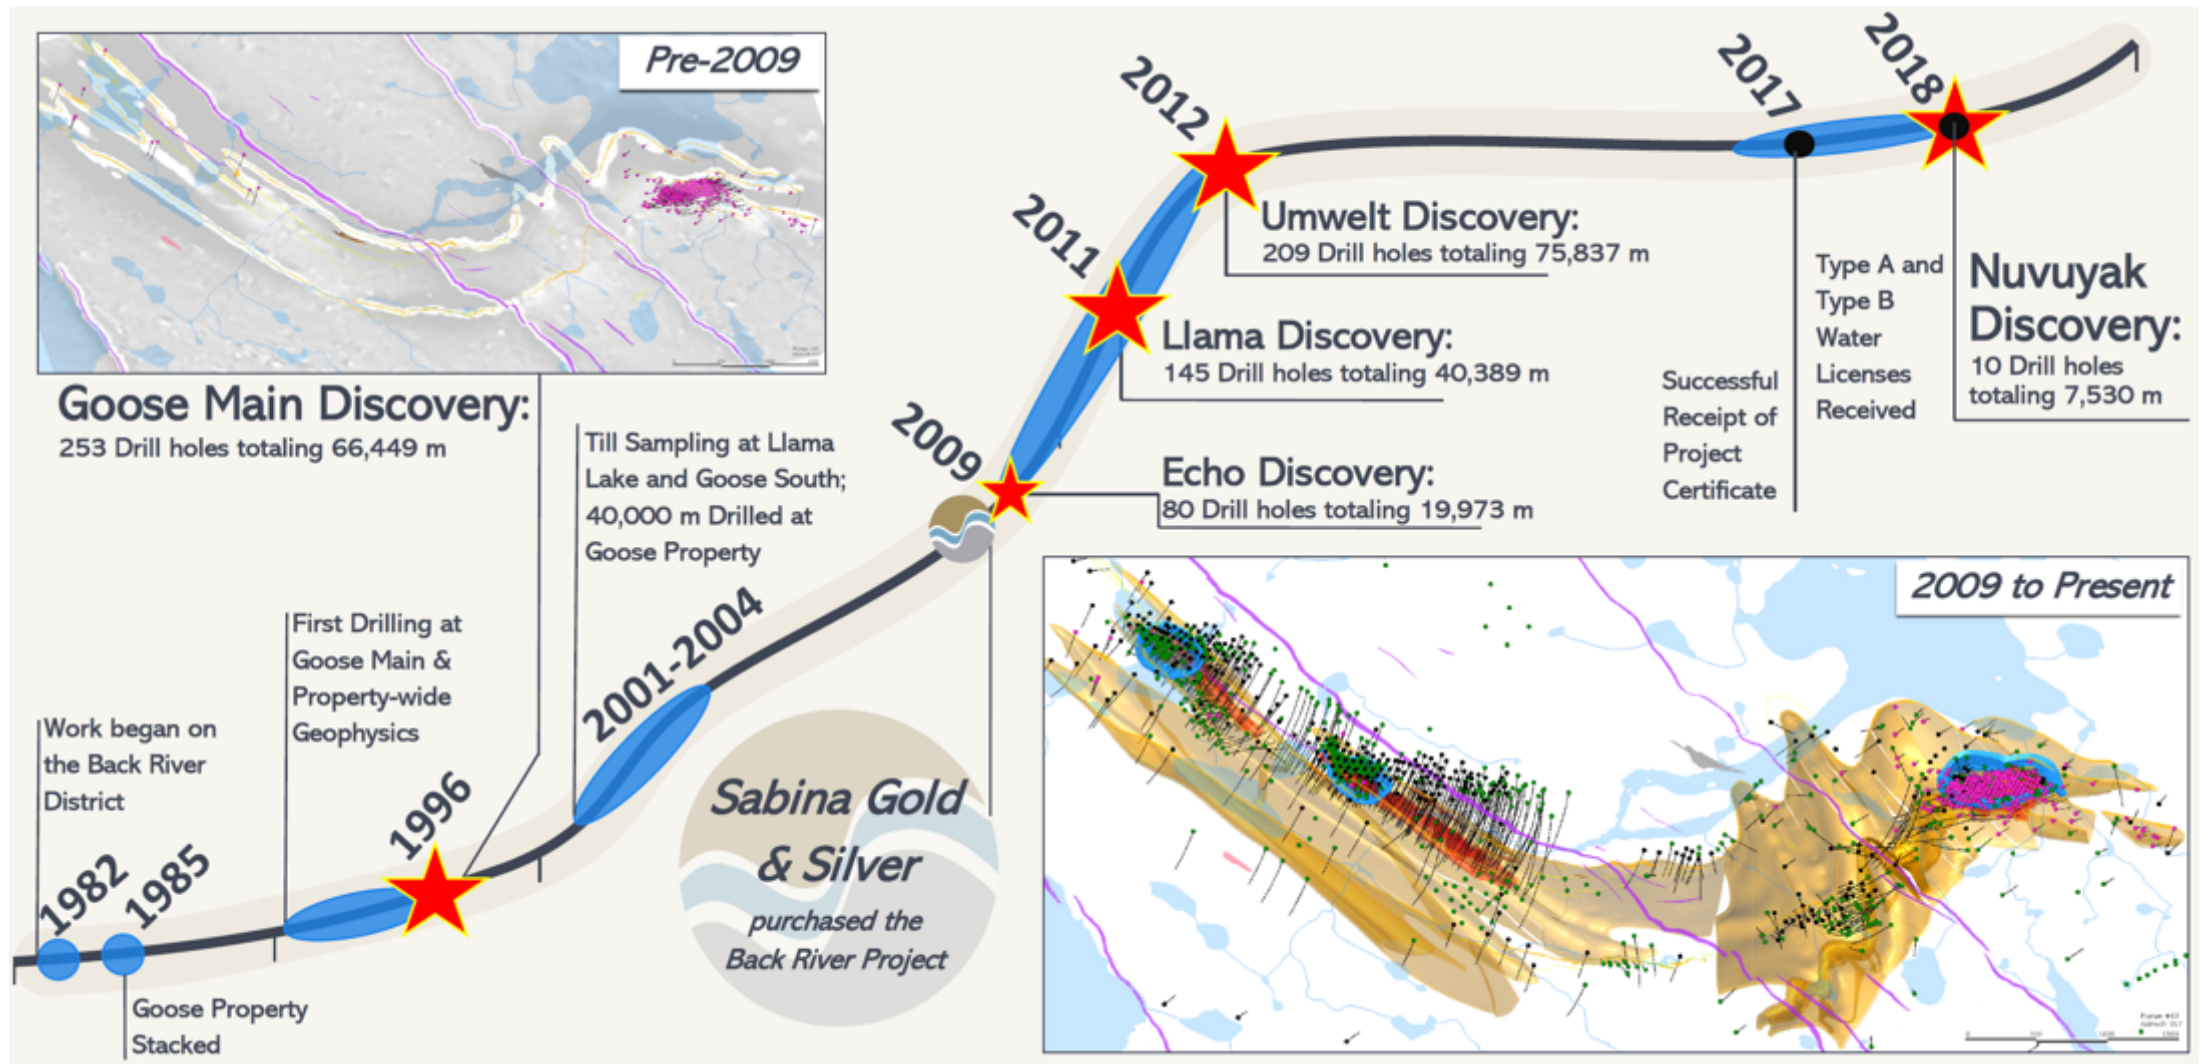 Pre-2009
Goose Main Discovery:
253 Drill holes totaling 66,449 m
Work began on
the Back River
District
1982
1985
Goose Property
Stacked
First Drilling at
Goose Main &
Property-wide
Geophysics
1996
Till Sampling at Llama
Lake and Goose South;
40,000 m Drilled at
Goose Property
2001-2004
Sabina Gold
& Silver
purchased the
Back River Project
2009
Echo Discovery:
80 Drill holes totaling 19,973 m
2011
Llama Discovery:
145 Drill holes totaling 40,389 m
2012
Umwelt Discovery:
209 Drill holes totaling 75,837 m
2017
Successful
Receipt of
Project
Certificate
Type A and
Type B
Water
Licenses
Received
2018
Nuvuyak
Discovery:
10 Drill holes
totaling 7,530 m
2009 to Present